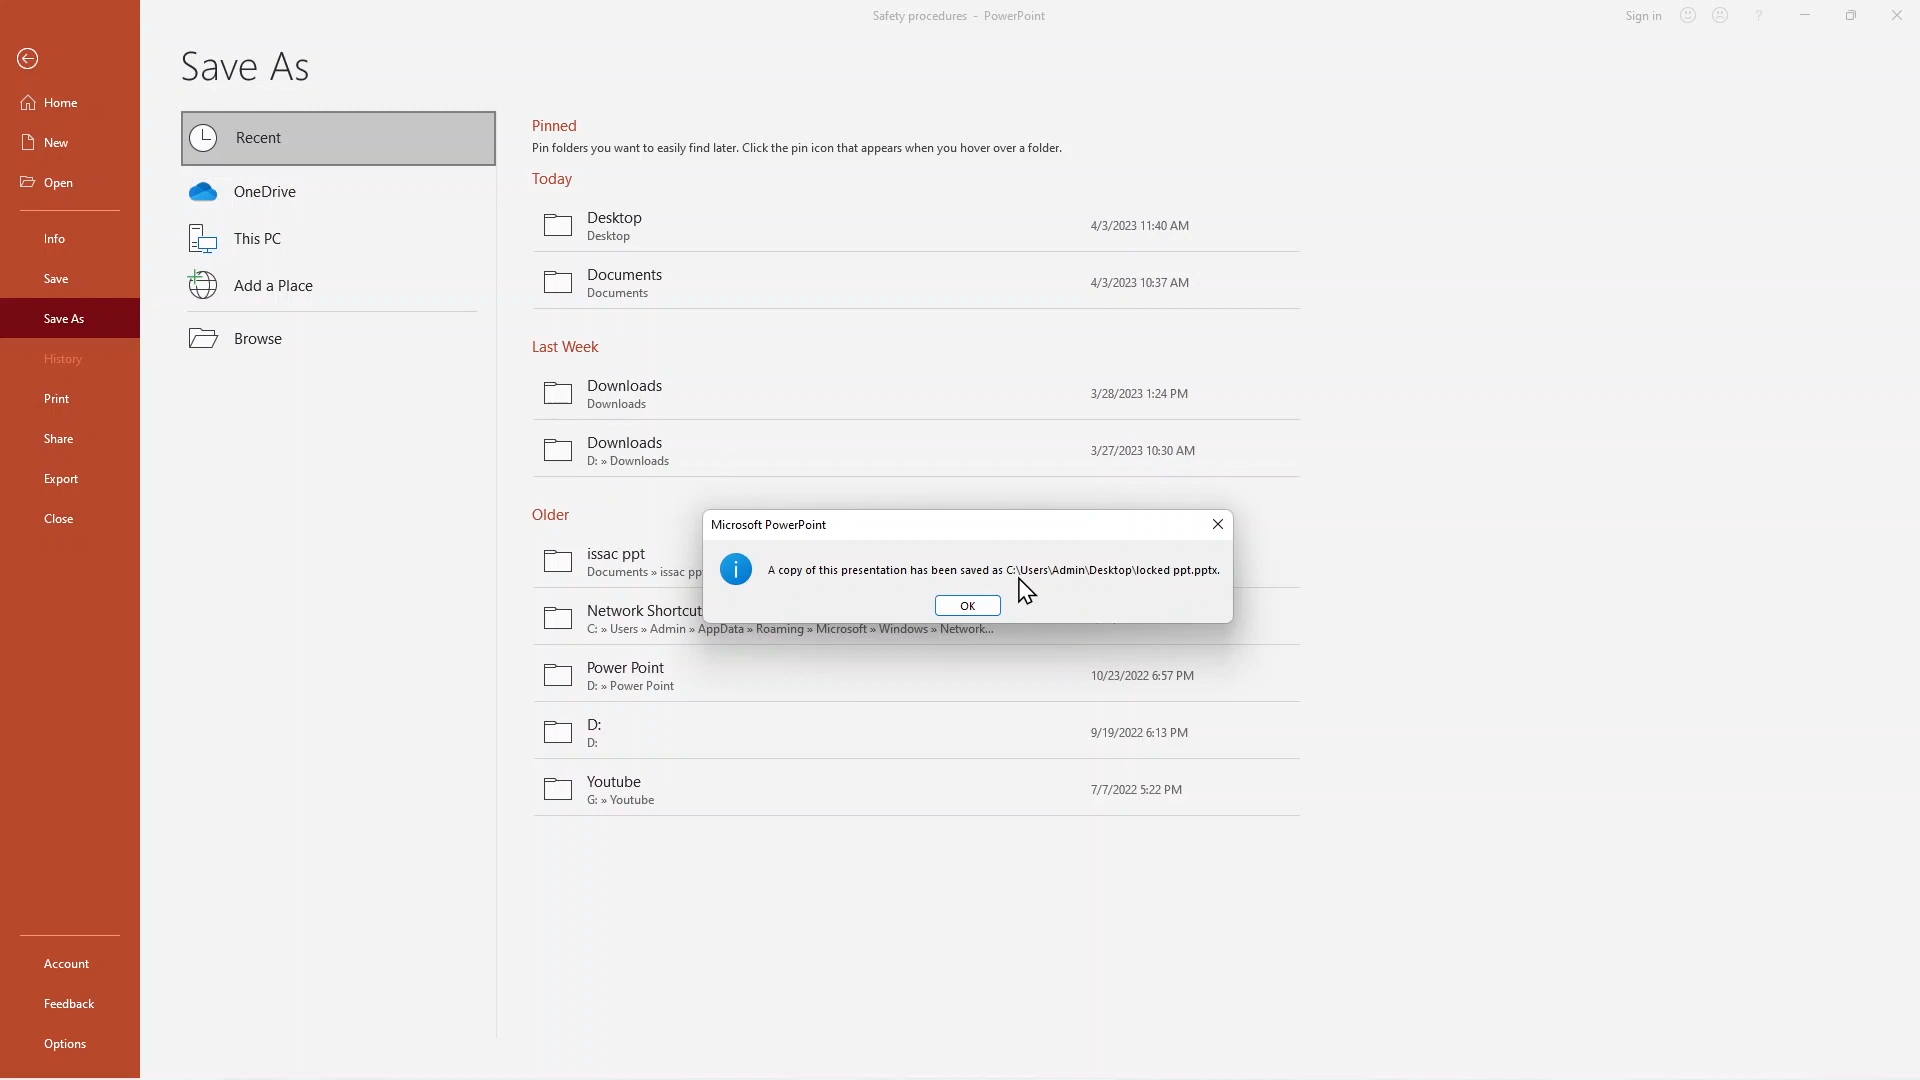 Safety procedures - PowerPoint
Sign in
?
Save As
Home
New
Open
Info
Save
Save As
History
Print
Share
Export
Close
Account
Feedback
Options
Recent
OneDrive
This PC
Add a Place
Browse
Pinned
Pin folders you want to easily find later. Click the pin icon that appears when you hover over a folder.
Today
Desktop
Desktop
4/3/2023 11:40 AM
Documents
Documents
4/3/2023 10:37 AM
Last Week
Downloads
Downloads
3/28/2023 1:24 PM
Downloads
D: » Downloads
3/27/2023 10:30 AM
Older
issac ppt
Documents » issac
Network
C: » Users » Admin » AppData » Roaming » Microsoft » Windows » Network...
Power Point
D: » Power Point
10/23/2022 6:57 PM
D:
D:
9/19/2022 6:13 PM
Youtube
G: » Youtube
7/7/2022 5:22 PM
Microsoft PowerPoint
A copy of this presentation has been saved as C:\Users\Admin\Desktop\locked ppt.pptx.
OK